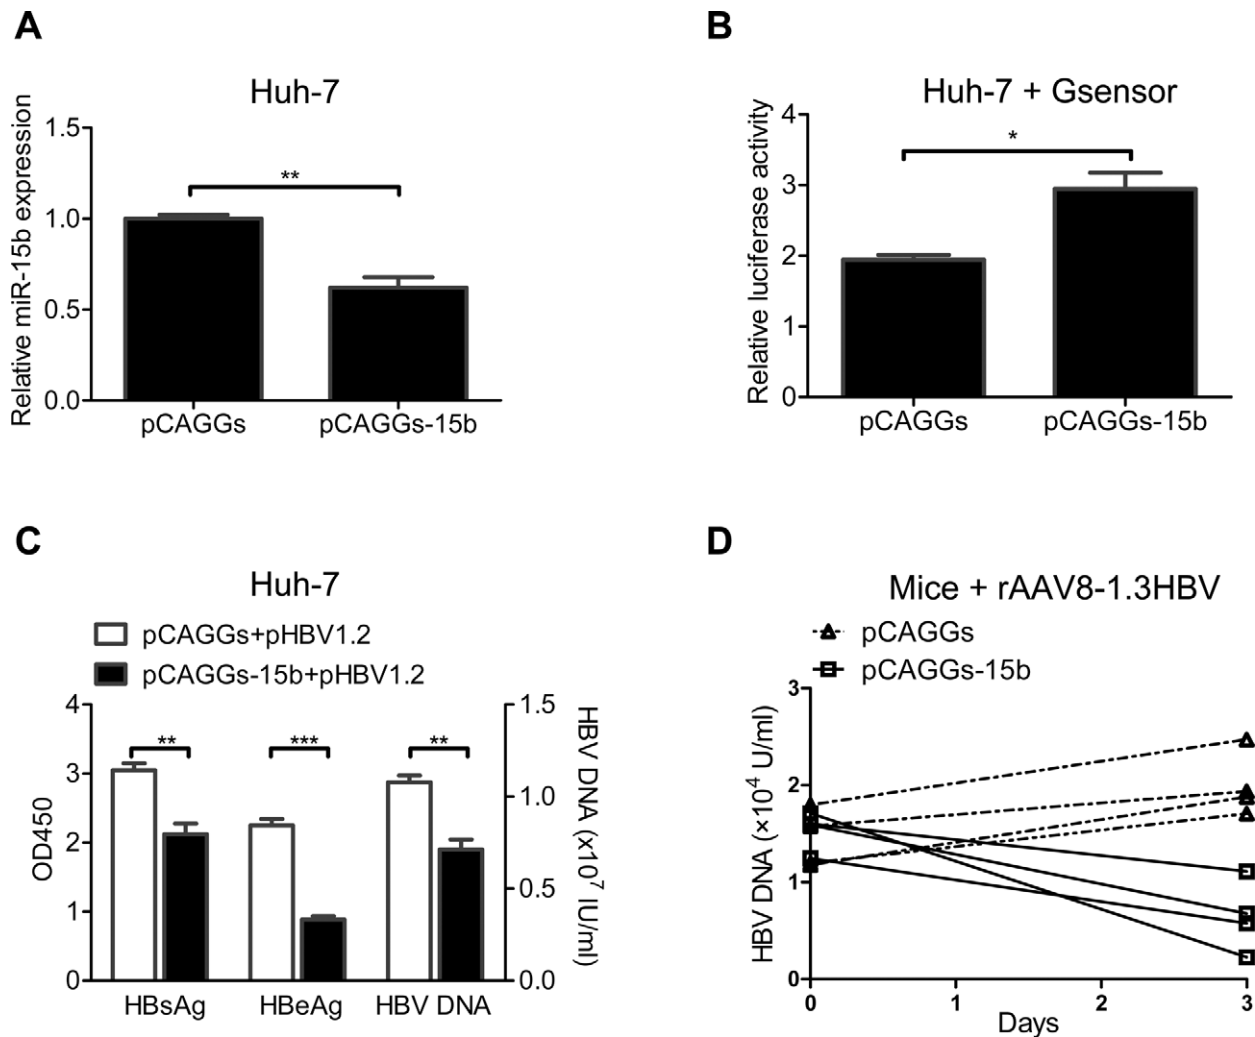 A
Huh-7
Relative miR-15b expression
1.5
1.0
0.5
0.0
**
pCAGGs
pCAGGs-15b
B
Huh-7 + Gsensor
Relative luciferase activity
4
3
2
1
0
*
pCAGGs
pCAGGs-15b
C
Huh-7
pCAGGs+pHBV1.2
pCAGGs-15b+pHBV1.2
OD450
4
3
2
1
0
**
***
**
1.5
1.0
0.5
0.0
HBV DNA (x10⁷ IU/ml)
HBsAg
HBeAg
HBV DNA
D
Mice + rAAV8-1.3HBV
pCAGGs
pCAGGs-15b
HBV DNA (×10⁴ U/ml)
3
2
1
0
0
1
2
3
Days